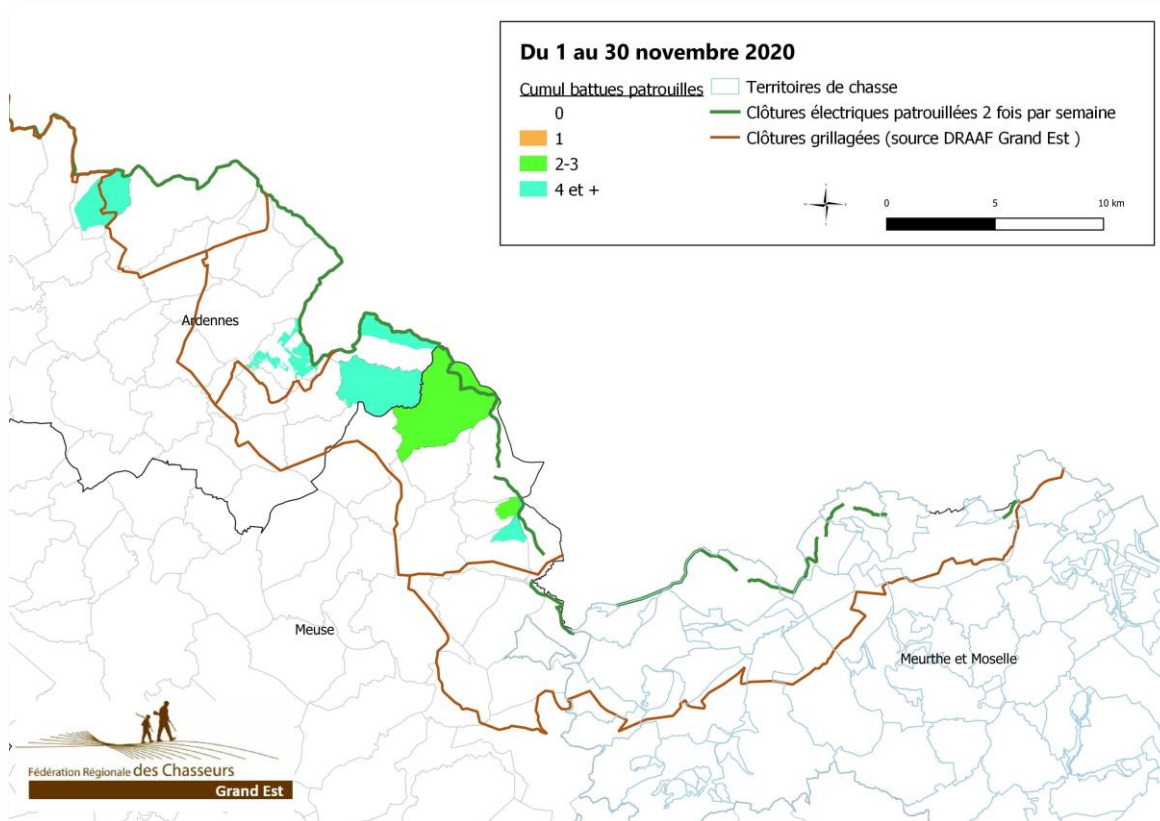 Du 1 au 30 novembre 2020
Cumul battues patrouilles
0
1
2-3
4 et +
Territoires de chasse
Clôtures électriques patrouillées 2 fois par semaine
Clôtures grillagées (source DRAAF Grand Est )
0 5 10 km
Ardennes
Meuse
Meurthe et Moselle
Fédération Régionale des Chasseurs
Grand Est